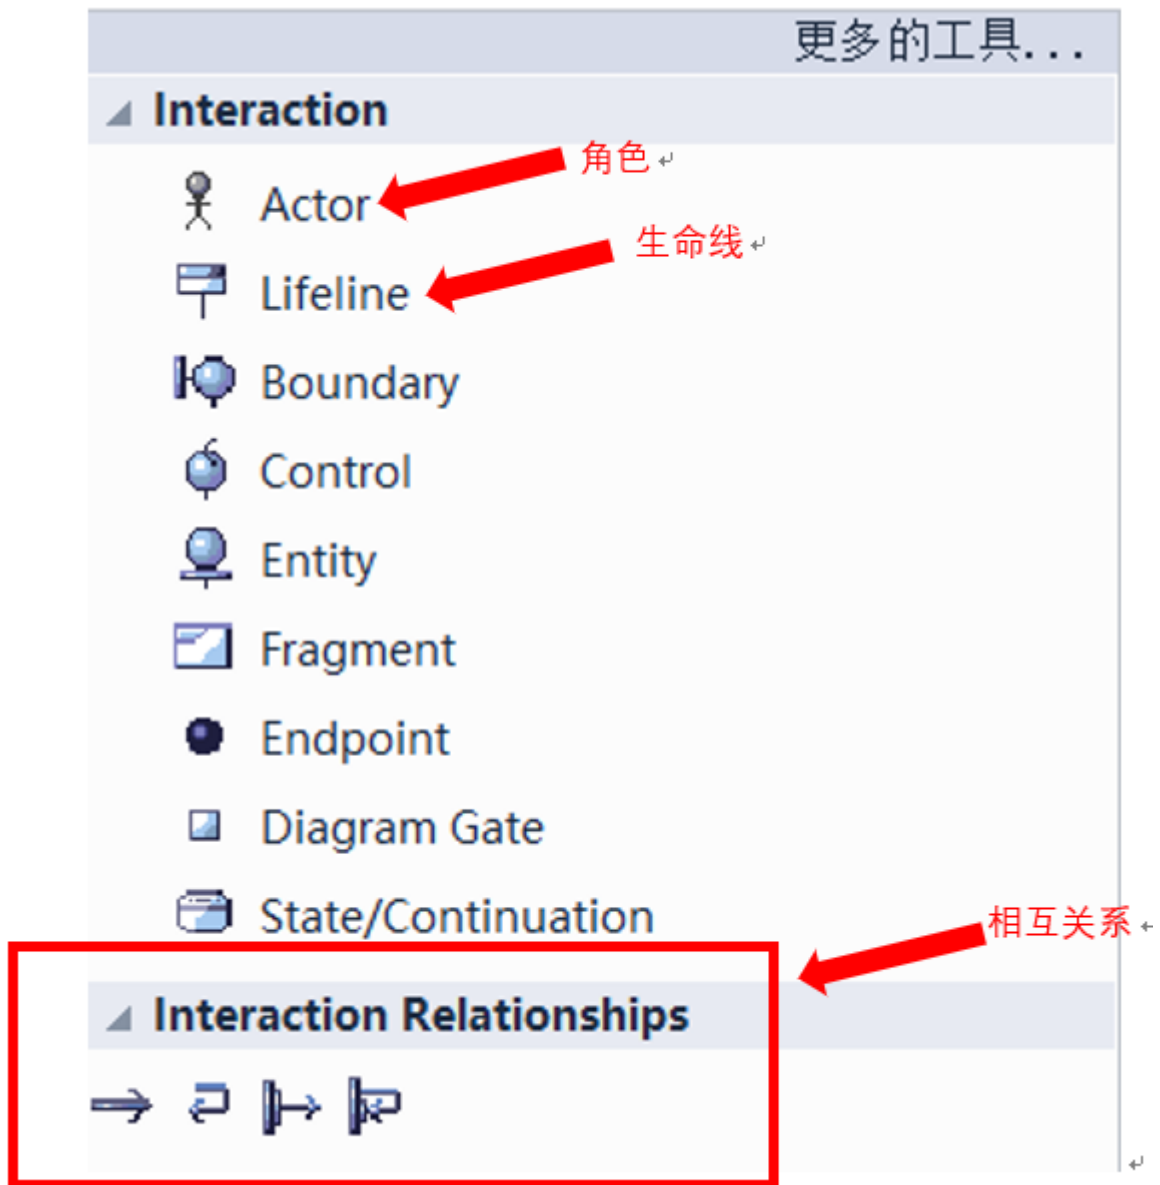 更多的工具...
Interaction
角色
Actor
生命线
Lifeline
Boundary
Control
Entity
Fragment
Endpoint
Diagram Gate
State/Continuation
相互关系
Interaction Relationships